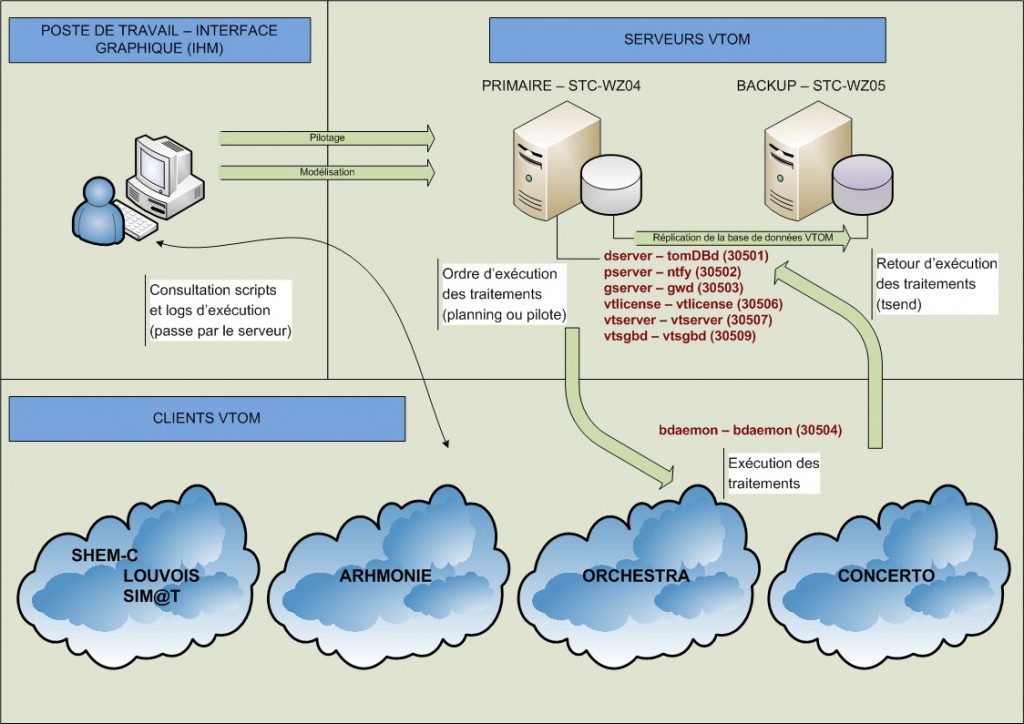 POSTE DE TRAVAIL – INTERFACE
GRAPHIQUE (IHM)
SERVEURS VTOM
PRIMAIRE – STC-WZ04
BACKUP – STC-WZ05
Pilotage
Modélisation
Réplication de la base de données VTOM
dserver – tomDBd (30501)
pserver – ntfy (30502)
gserver – gwd (30503)
vtlicense – vtlicense (30506)
vtserver – vtserver (30507)
vtsgbd – vtsgbd (30509)
Ordre d'exécution
des traitements
(planning ou pilote)
Retour d'exécution
des traitements
(tsend)
Consultation scripts
et logs d'exécution
(passe par le serveur)
CLIENTS VTOM
bdaemon – bdaemon (30504)
Exécution des
traitements
SHEM-C
LOUVOIS
SIM@T
ARHMONIE
ORCHESTRA
CONCERTO